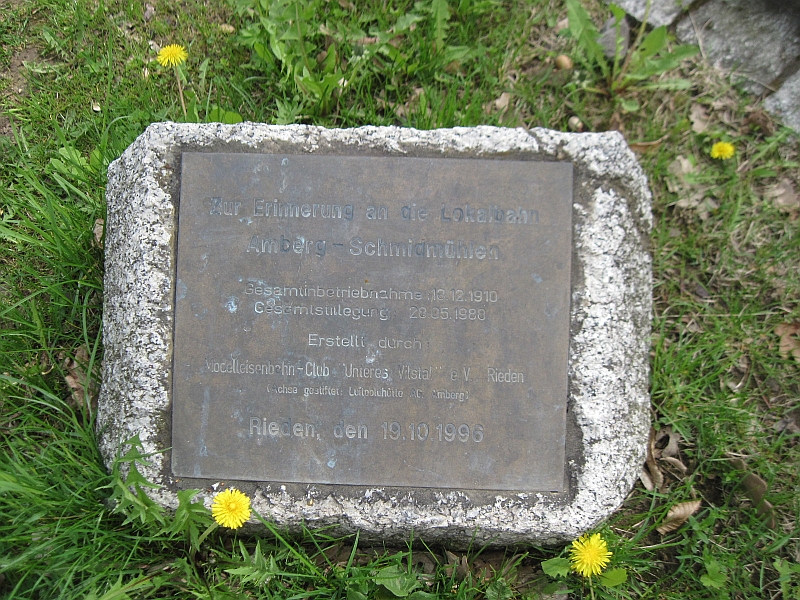 Zur Erinnerung an die Lokalbahn
Amberg - Schmidmühlen
Gesamtinbetriebnahme 13.12.1910
Gesamtstillegung 28.05.1988
Erstellt durch:
Modelleisenbahn-Club "Unteres Vilstal" e.V. Rieden
(Achse gestiftet: Luitpoldhütte AG. Amberg)
Rieden, den 19.10.1996